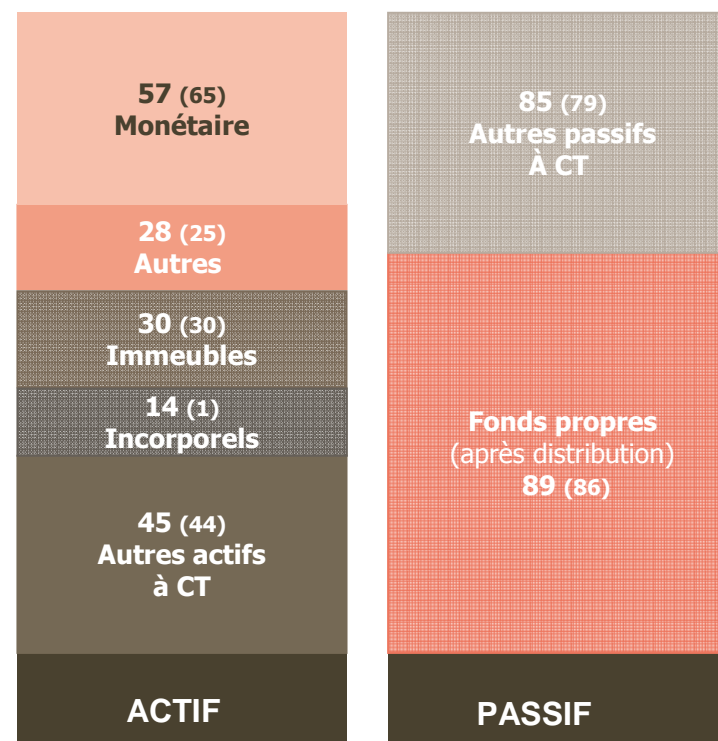 57 (65)
Monétaire
28 (25)
Autres
30 (30)
Immeubles
14 (1)
Incorporels
45 (44)
Autres actifs
à CT
ACTIF
85 (79)
Autres passifs
À CT
Fonds propres
(après distribution)
89 (86)
PASSIF